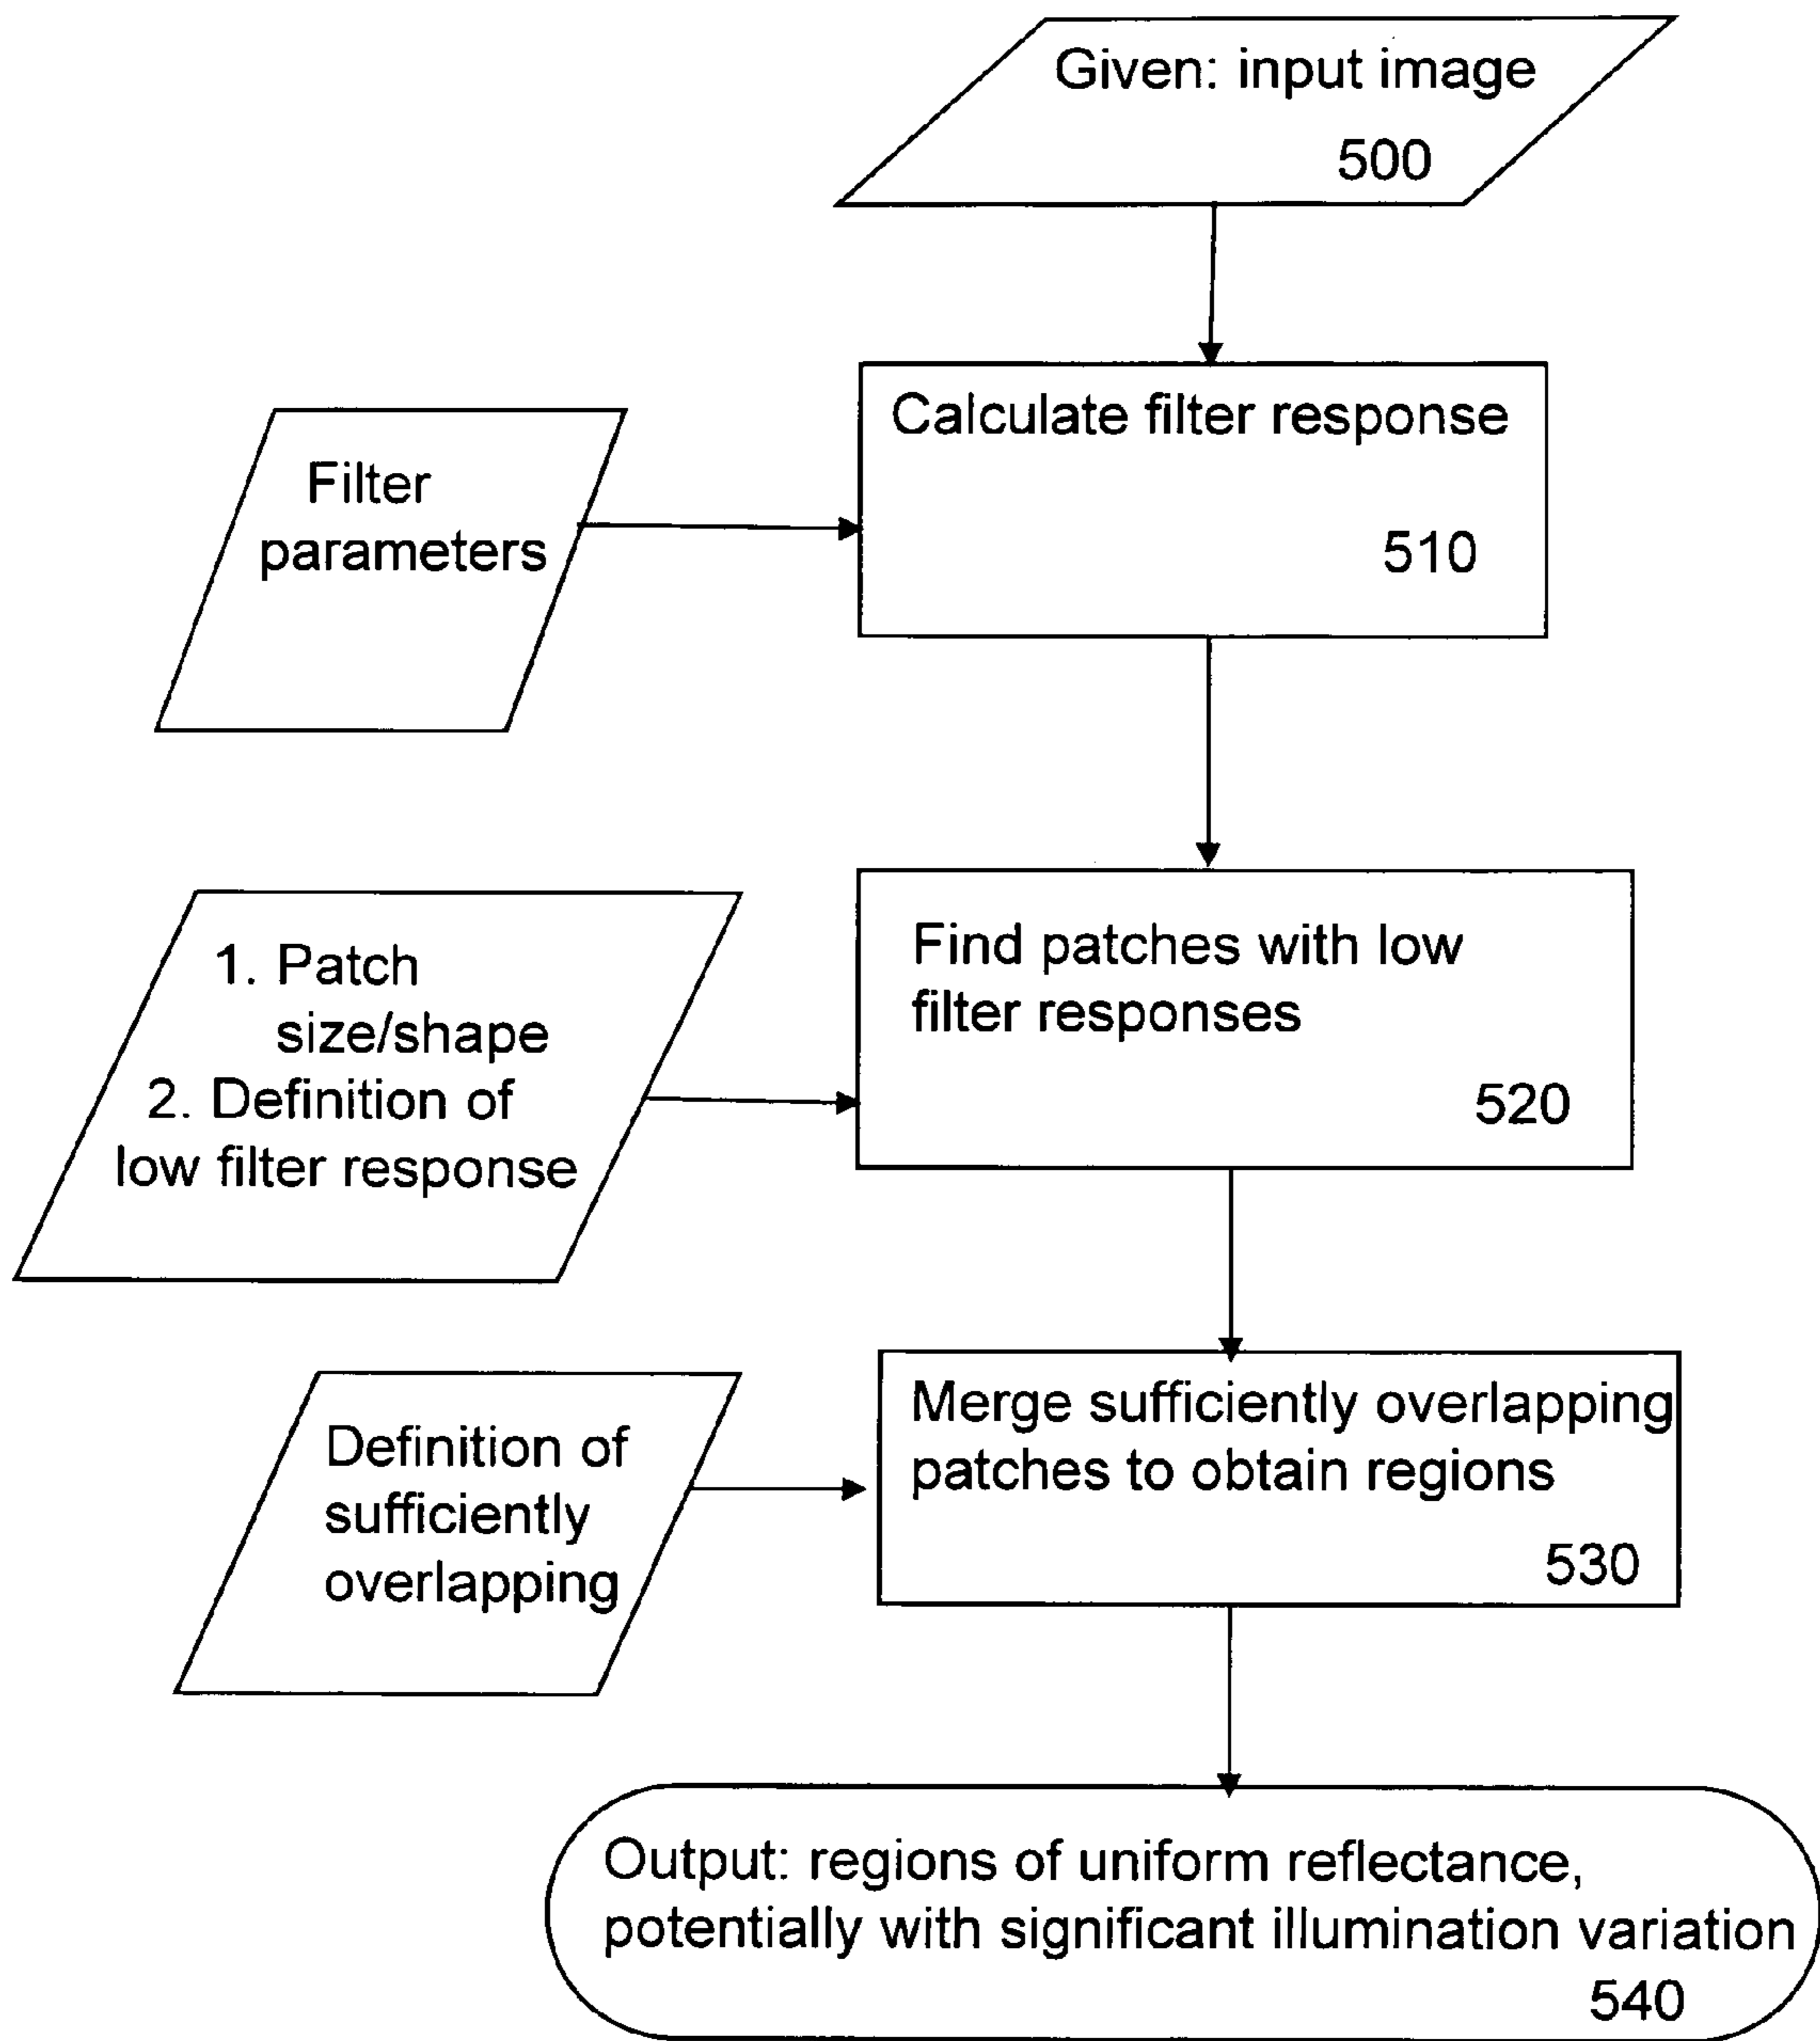 Given: input image
500
Calculate filter response
510
Filter
parameters
Find patches with low
filter responses
520
1. Patch
size/shape
2. Definition of
low filter response
Merge sufficiently overlapping
patches to obtain regions
530
Definition of
sufficiently
overlapping
Output: regions of uniform reflectance,
potentially with significant illumination variation
540